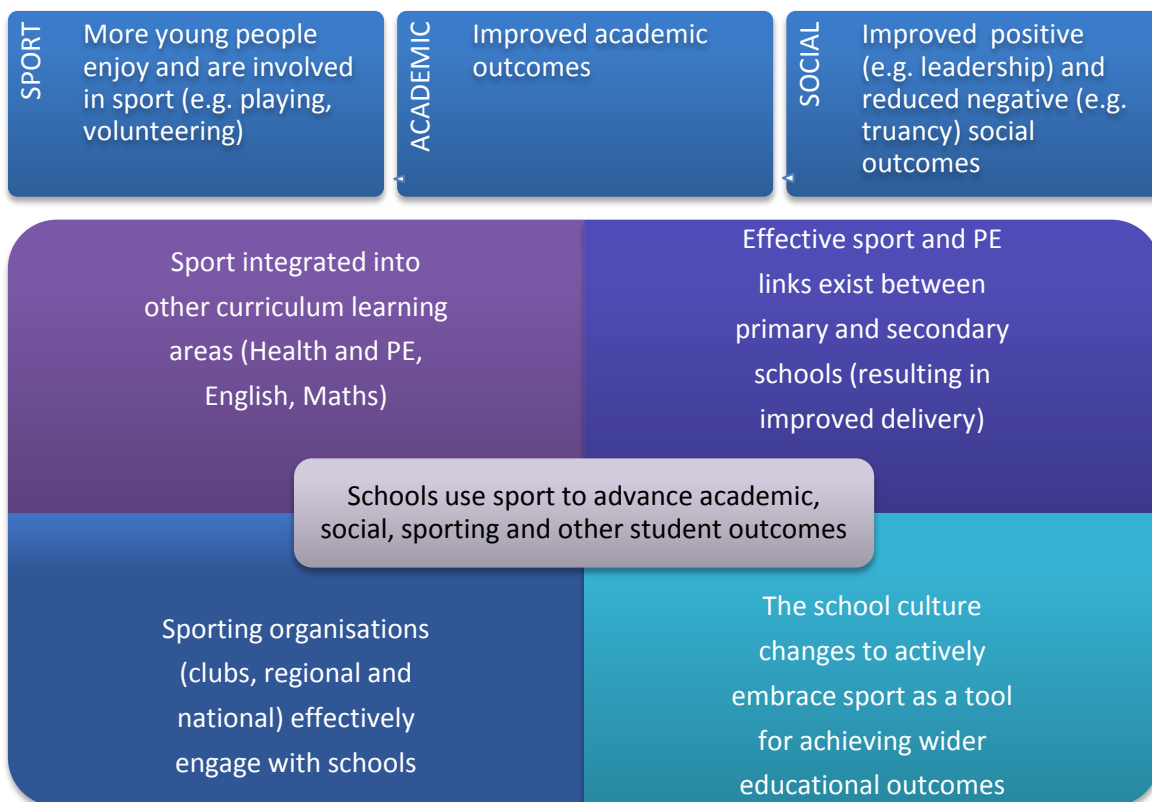 SPORT
More young people
enjoy and are involved
in sport (e.g. playing,
volunteering)
ACADEMIC
Improved academic
outcomes
SOCIAL
Improved  positive
(e.g. leadership) and
reduced negative (e.g.
truancy) social
outcomes
Sport integrated into
other curriculum learning
areas (Health and PE,
English, Maths)
Effective sport and PE
links exist between
primary and secondary
schools (resulting in
improved delivery)
Schools use sport to advance academic,
social, sporting and other student outcomes
Sporting organisations
(clubs, regional and
national) effectively
engage with schools
The school culture
changes to actively
embrace sport as a tool
for achieving wider
educational outcomes